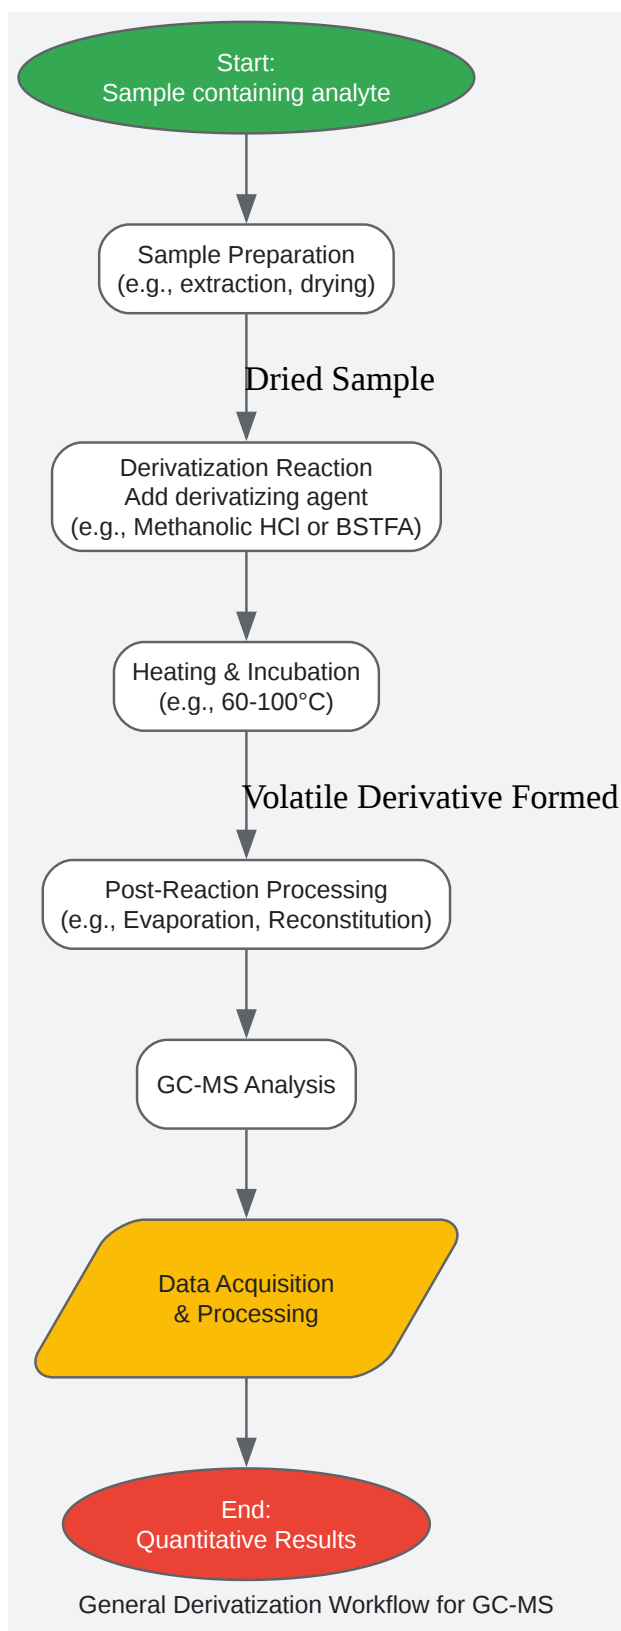 Start:
Sample containing analyte
Sample Preparation
(e.g., extraction, drying)
Dried Sample
Derivatization Reaction
Add derivatizing agent
(e.g., Methanolic HCl or BSTFA)
Heating & Incubation
(e.g., 60-100°C)
Volatile Derivative Formed
Post-Reaction Processing
(e.g., Evaporation, Reconstitution)
GC-MS Analysis
Data Acquisition
& Processing
End:
Quantitative Results
General Derivatization Workflow for GC-MS